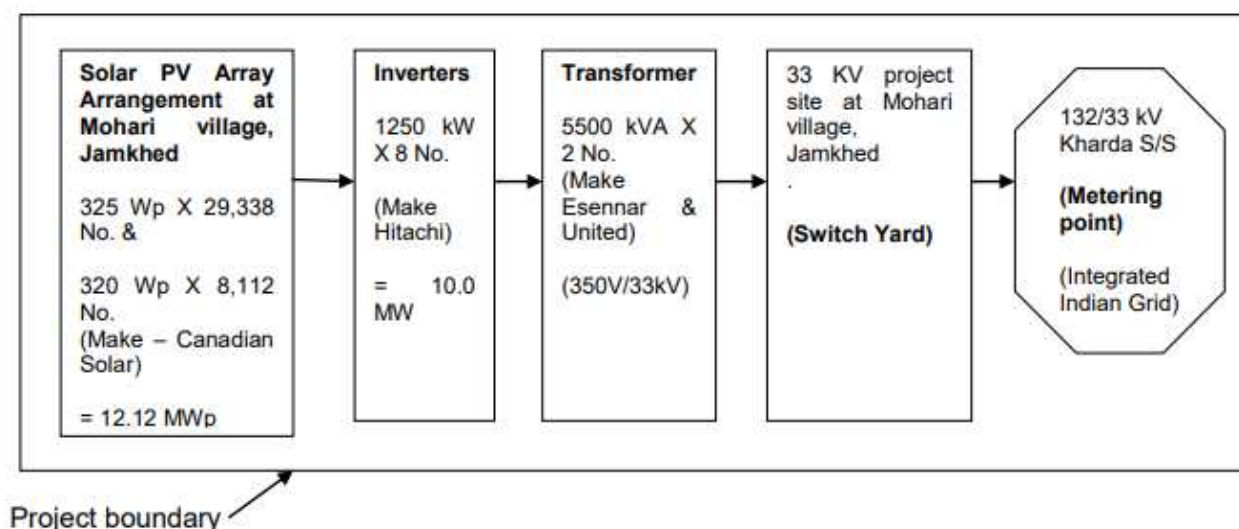 Solar PV Array
Arrangement at
Mohari village,
Jamkhed
325 Wp X 29,338
No. &
320 Wp X 8,112
No.
(Make – Canadian
Solar)
= 12.12 MWp
Inverters
1250 kW
X 8 No.
(Make
Hitachi)
= 10.0
MW
Transformer
5500 kVA X
2 No.
(Make
Esennar &
United)
(350V/33kV)
33 KV project
site at Mohari
village,
Jamkhed
.
(Switch Yard)
132/33 kV
Kharda S/S
(Metering
point)
(Integrated
Indian Grid)
Project boundary